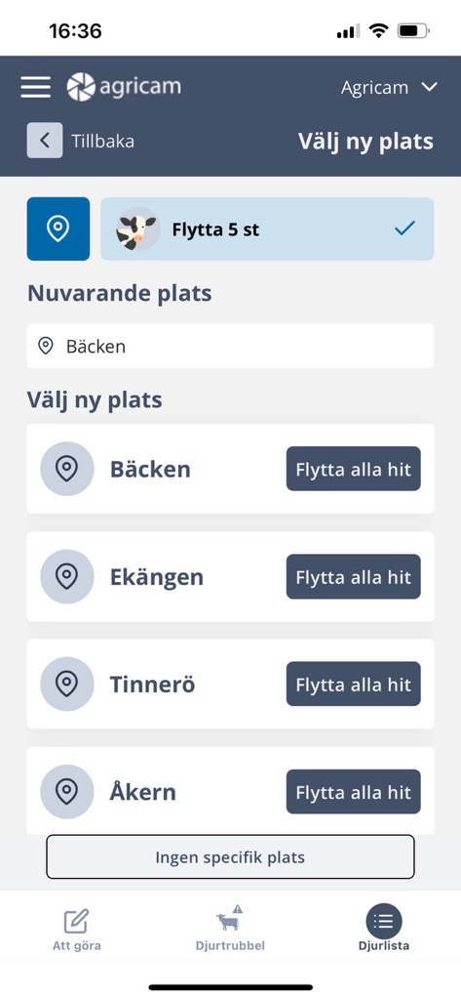 16:36
agricam
Agricam
Tillbaka
Välj ny plats
Flytta 5 st
Nuvarande plats
Bäcken
Välj ny plats
Bäcken
Flytta alla hit
Ekängen
Flytta alla hit
Tinnerö
Flytta alla hit
Åkern
Flytta alla hit
Ingen specifik plats
Att göra
Djurtrubbel
Djurlista